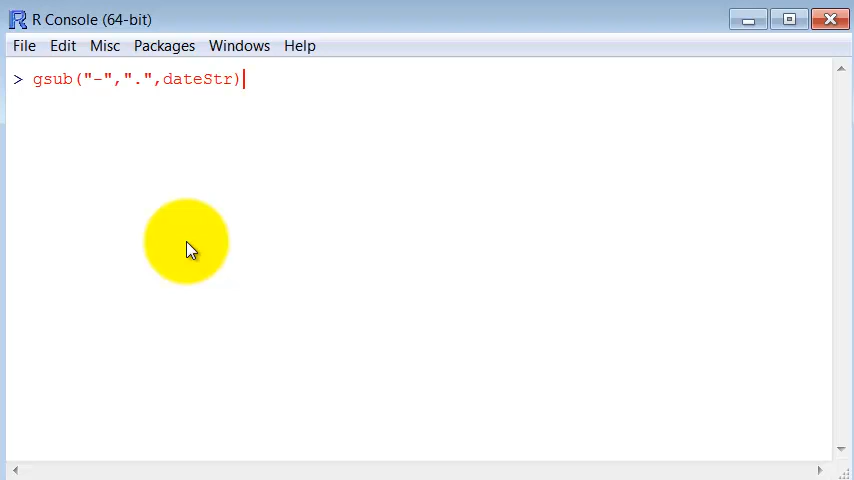 R Console (64-bit)
File Edit Misc Packages Windows Help
> gsub("-",".",dateStr)